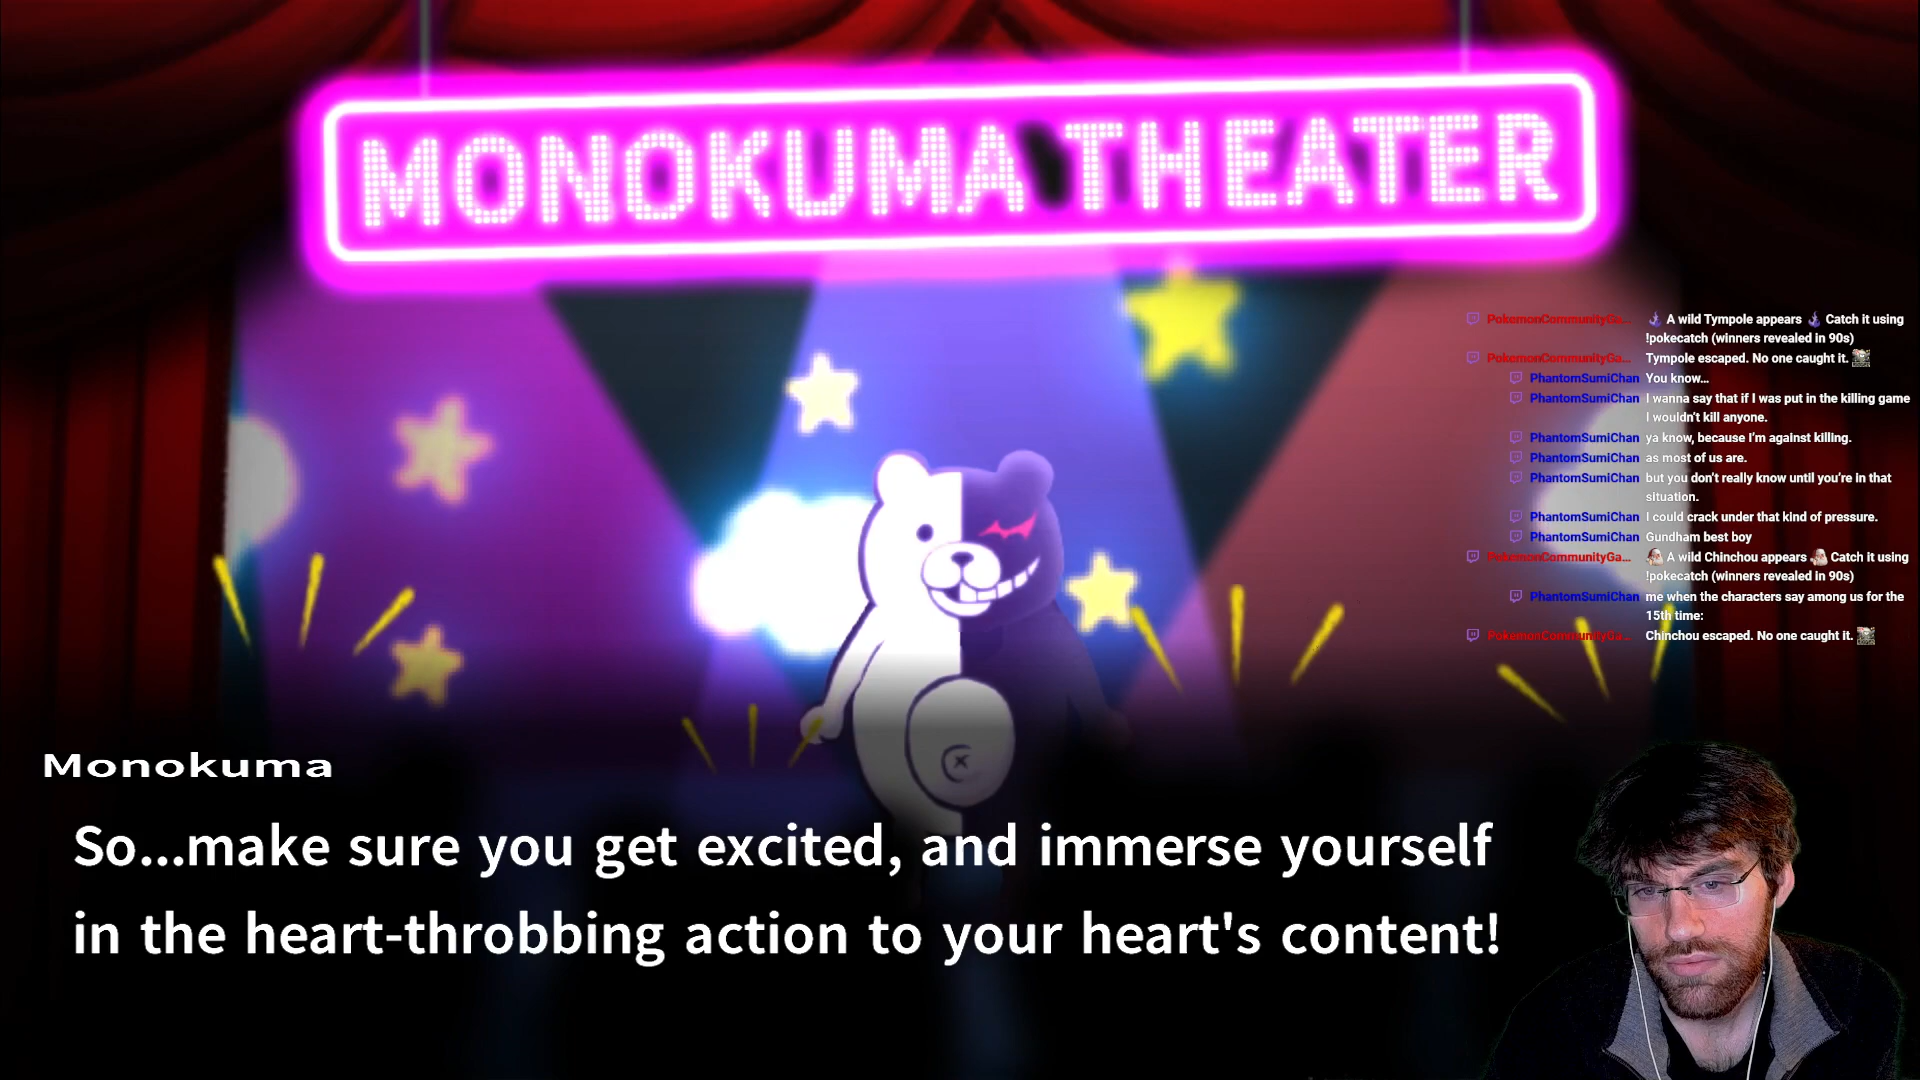 MONOKUMA THEATER
PokemonCommunityGa... A wild Tympole appears Catch it using
!pokecatch (winners revealed in 90s)
PokemonCommunityGa... Tympole escaped. No one caught it.
PhantomSumiChan You know...
PhantomSumiChan I wanna say that if I was put in the killing game
I wouldn't kill anyone.
PhantomSumiChan ya know, because I'm against killing.
PhantomSumiChan as most of us are.
PhantomSumiChan but you don't really know until you're in that
situation.
PhantomSumiChan I could crack under that kind of pressure.
PhantomSumiChan Gundham best boy
PokemonCommunityGa... A wild Chinchou appears Catch it using
!pokecatch (winners revealed in 90s)
PhantomSumiChan me when the characters say among us for the
15th time:
PokemonCommunityGa... Chinchou escaped. No one caught it.
Monokuma
So...make sure you get excited, and immerse yourself
in the heart-throbbing action to your heart's content!